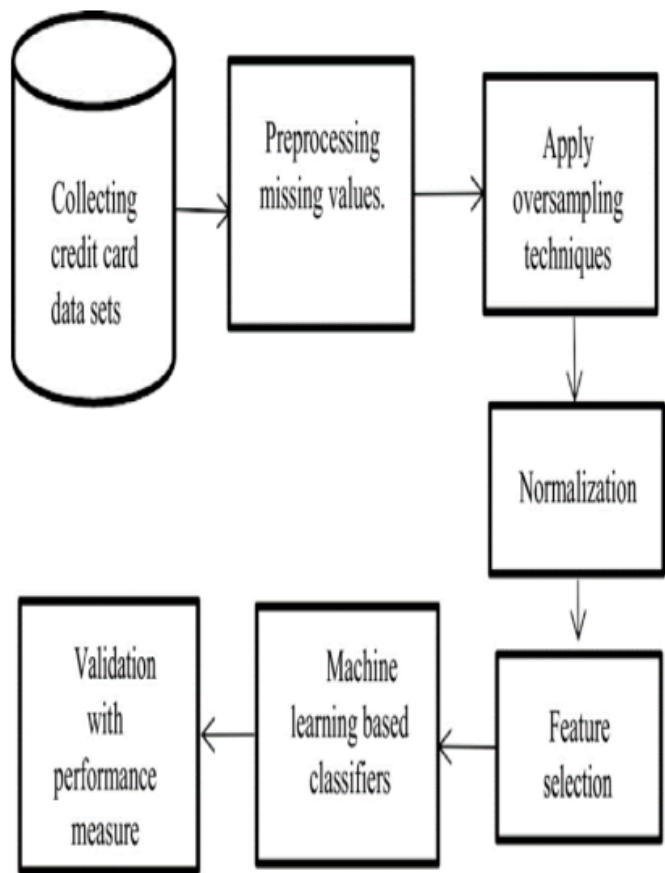 Collecting
credit card
data sets
Preprocessing
missing values.
Apply
oversampling
techniques
Normalization
Feature
selection
Machine
learning based
classifiers
Validation
with
performance
measure